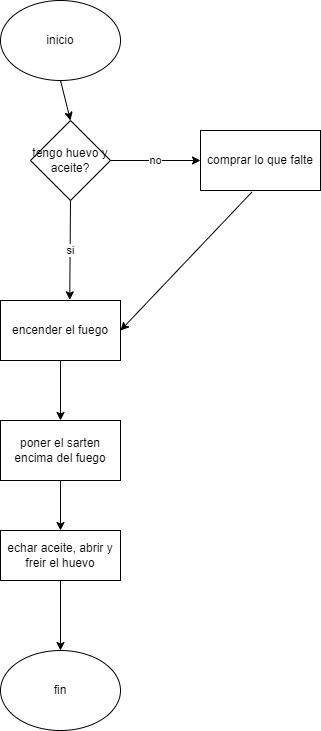 inicio
tengo huevo y
aceite?
no
comprar lo que falte
si
encender el fuego
poner el sarten
encima del fuego
echar aceite, abrir y
freir el huevo
fin